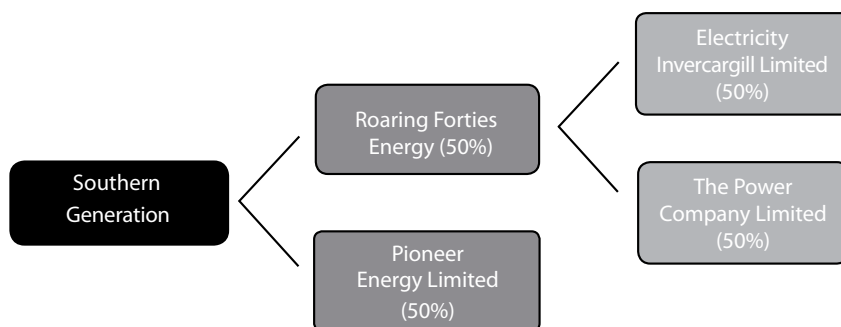 Southern
Generation
Roaring Forties
Energy (50%)
Pioneer
Energy Limited
(50%)
Electricity
Invercargill Limited
(50%)
The Power
Company Limited
(50%)